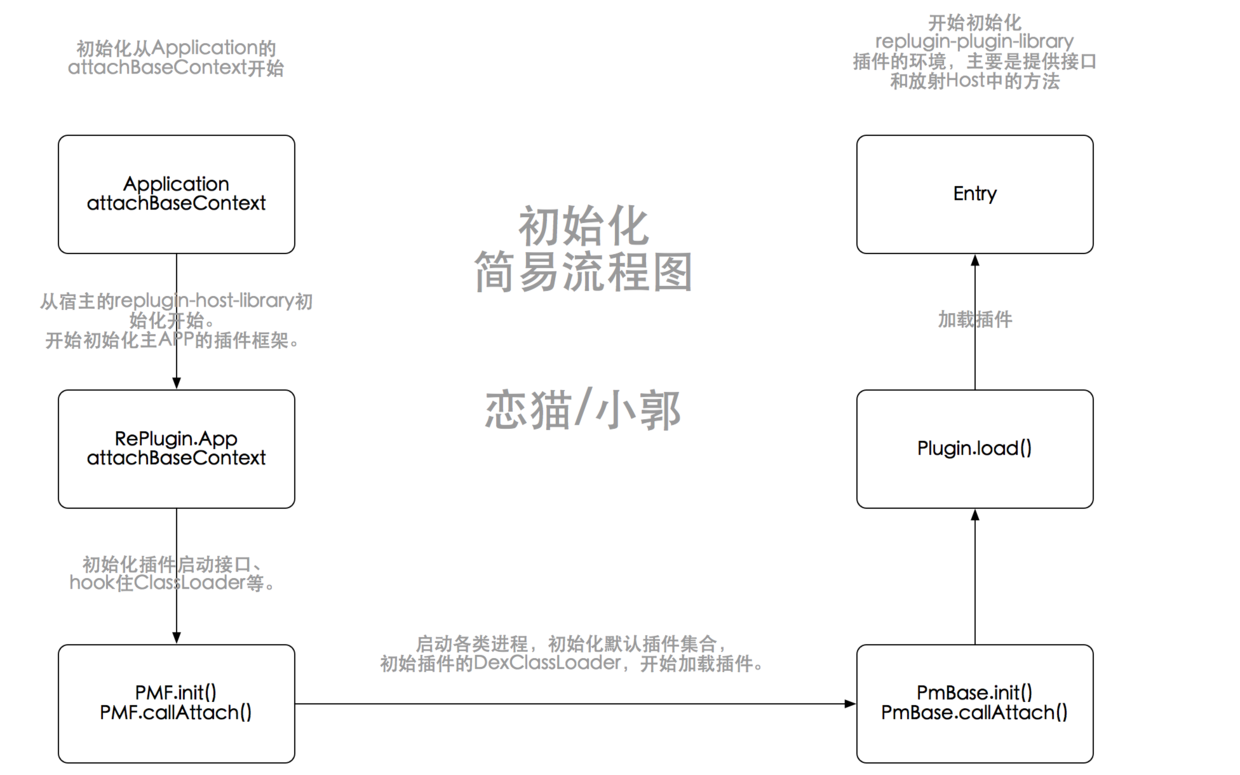 初始化从Application的
attachBaseContext开始
Application
attachBaseContext
从宿主的replugin-host-library初
始化开始。
开始初始化主APP的插件框架。
RePlugin.App
attachBaseContext
初始化插件启动接口、
hook住ClassLoader等。
PMF.init()
PMF.callAttach()
初始化
简易流程图
恋猫/小郭
启动各类进程，初始化默认插件集合，
初始插件的DexClassLoader，开始加载插件。
PmBase.init()
PmBase.callAttach()
Plugin.load()
加载插件
Entry
开始初始化
replugin-plugin-library
插件的环境，主要是提供接口
和放射Host中的方法